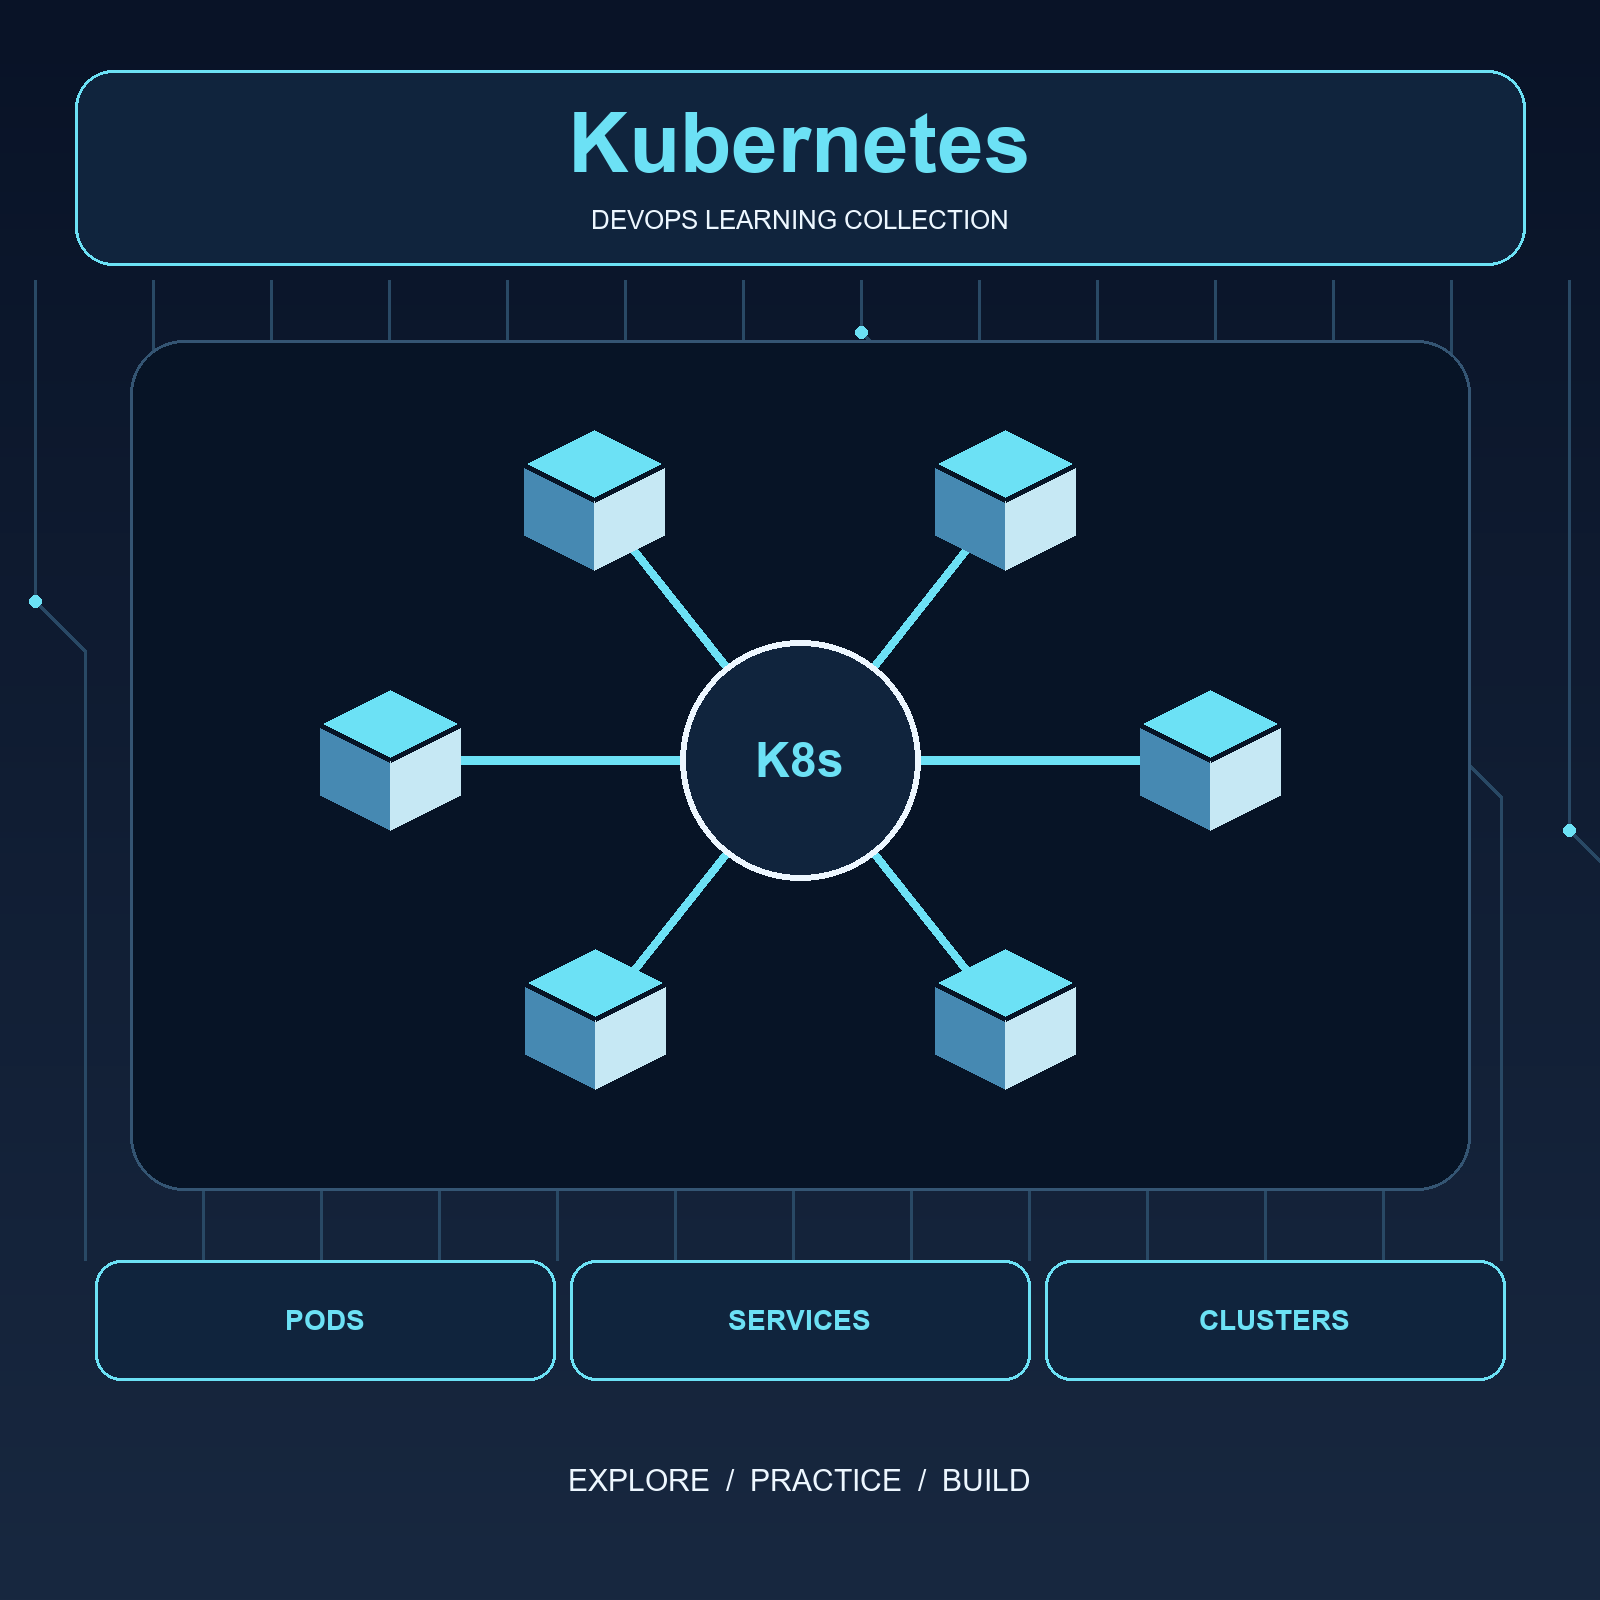 Kubernetes
DEVOPS LEARNING COLLECTION
K8s
PODS
SERVICES
CLUSTERS
EXPLORE / PRACTICE / BUILD